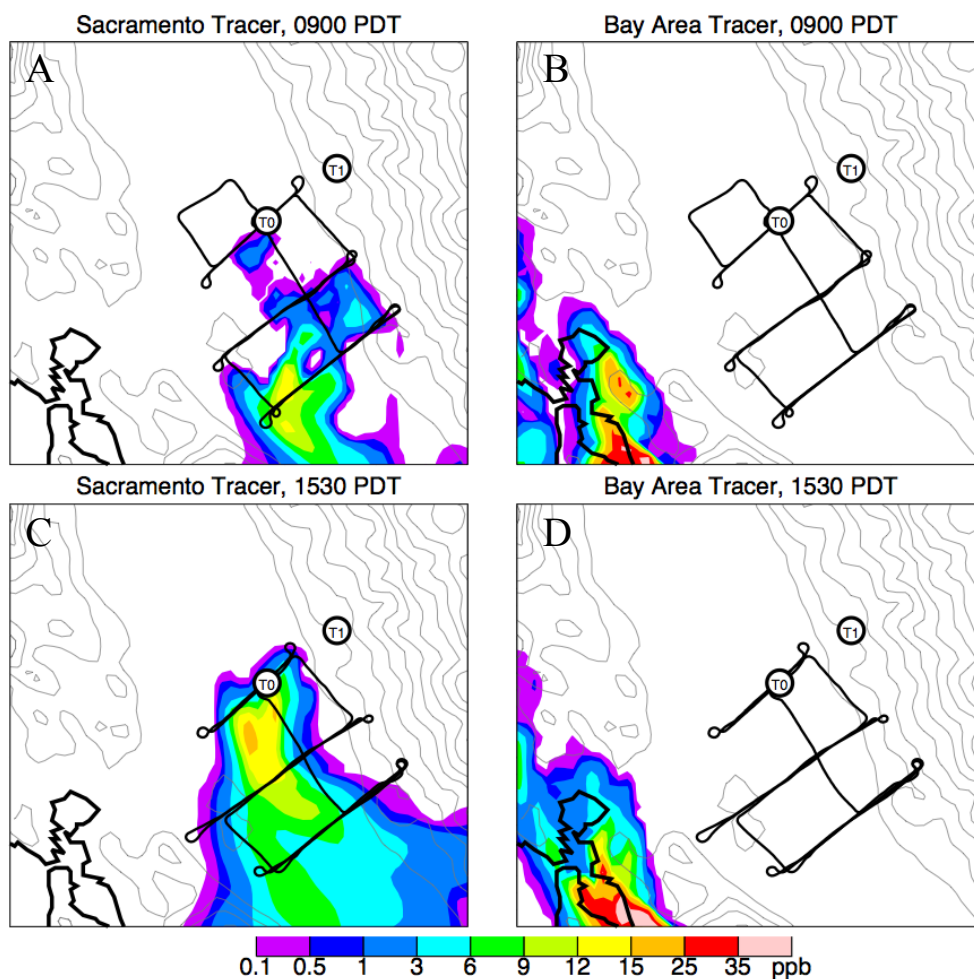 Sacramento Tracer, 0900 PDT
Bay Area Tracer, 0900 PDT
A
B
T1
T1
T0
T0
Sacramento Tracer, 1530 PDT
Bay Area Tracer, 1530 PDT
C
D
T1
T1
T0
T0
0.1 0.5 1 3 6 9 12 15 25 35 ppb